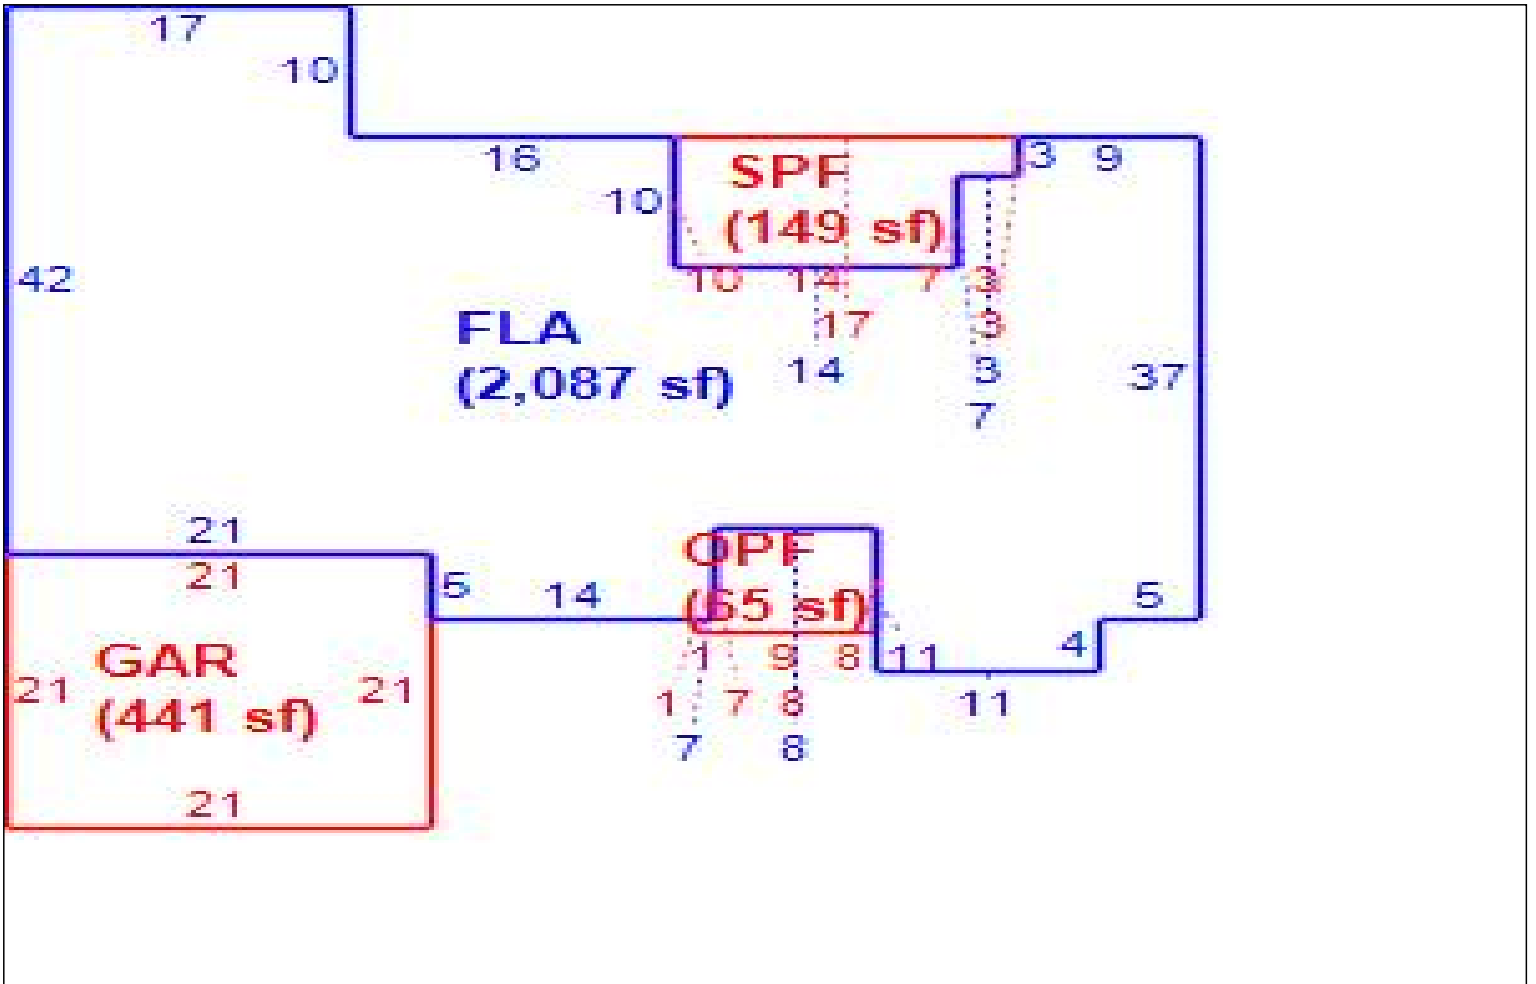 17
10
16
3 9
SPF
10
(149 sf)
42
10 14 7 3
FLA
17 3
(2,087 sf)
14 3
37
7
21
OPF
21
5 14
(65 sf)
5
GAR
1 9 8 11
4
21 21
(441 sf)
1 7 8
11
7 8
21